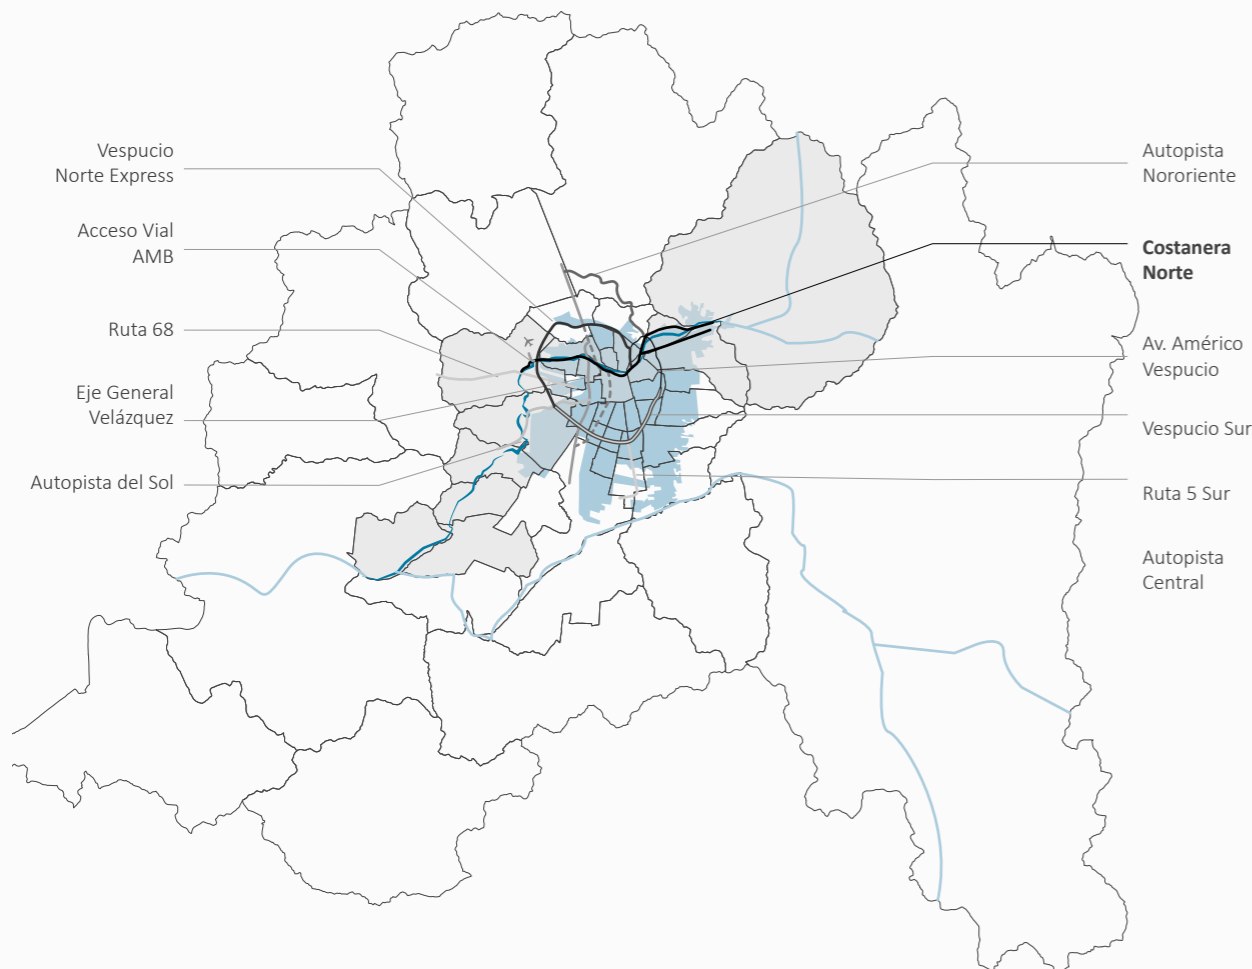 Vespucio
Norte Express
Acceso Vial
AMB
Ruta 68
Eje General
Velázquez
Autopista del Sol
Autopista
Nororiente
Costanera
Norte
Av. Américo
Vespucio
Vespucio Sur
Ruta 5 Sur
Autopista
Central